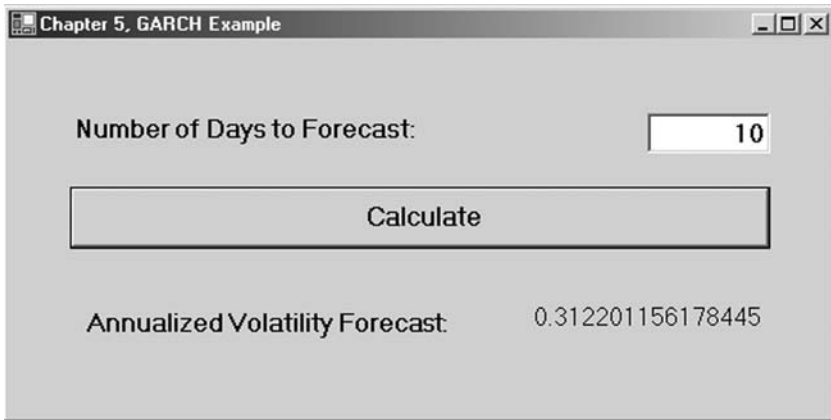 Chapter 5, GARCH Example
Number of Days to Forecast: 10
Calculate
Annualized Volatility Forecast: 0.312201156178445